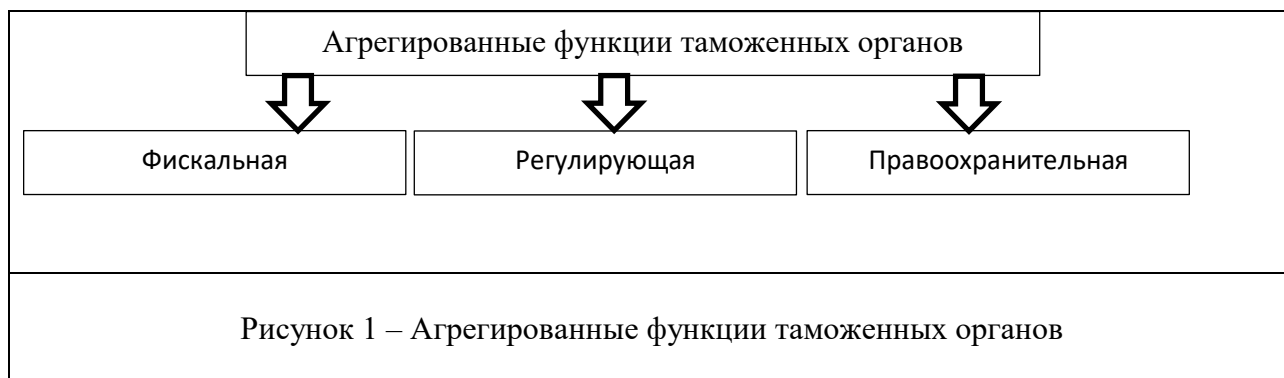 Агрегированные функции таможенных органов
Фискальная
Регулирующая
Правоохранительная
Рисунок 1 – Агрегированные функции таможенных органов